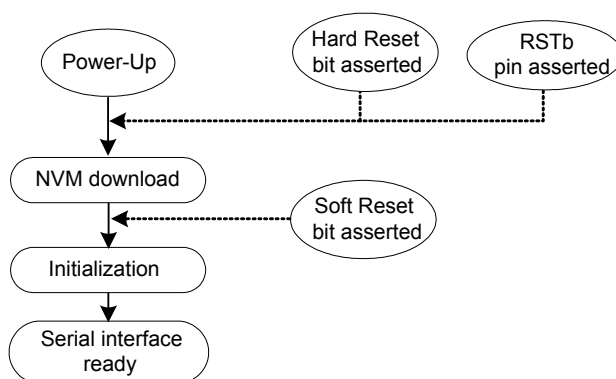 Power-Up
Hard Reset
bit asserted
RSTb
pin asserted
NVM download
Soft Reset
bit asserted
Initialization
Serial interface
ready